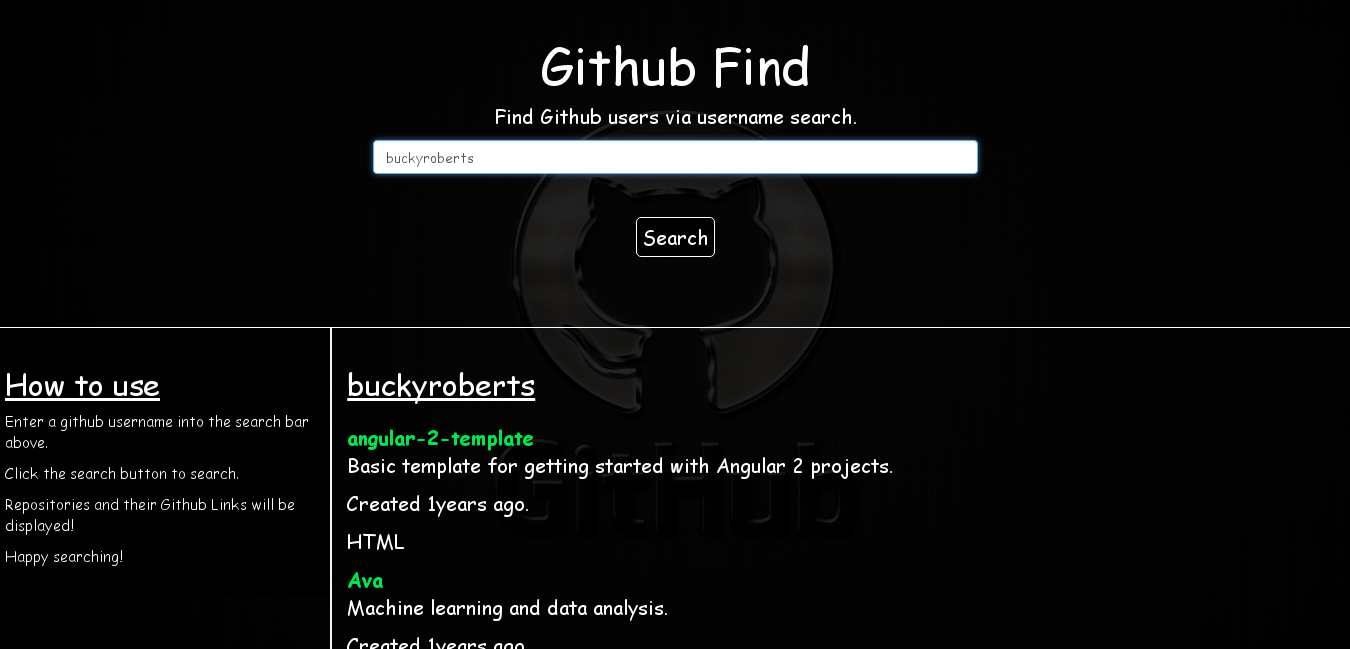 Github Find
Find Github users via username search.
buckyroberts
Search
How to use
Enter a github username into the search bar
above.
Click the search button to search.
Repositories and their Github Links will be
displayed!
Happy searching!
buckyroberts
angular-2-template
Basic template for getting started with Angular 2 projects.
Created 1years ago.
HTML
Ava
Machine learning and data analysis.
Created 1years ago.
GitHub